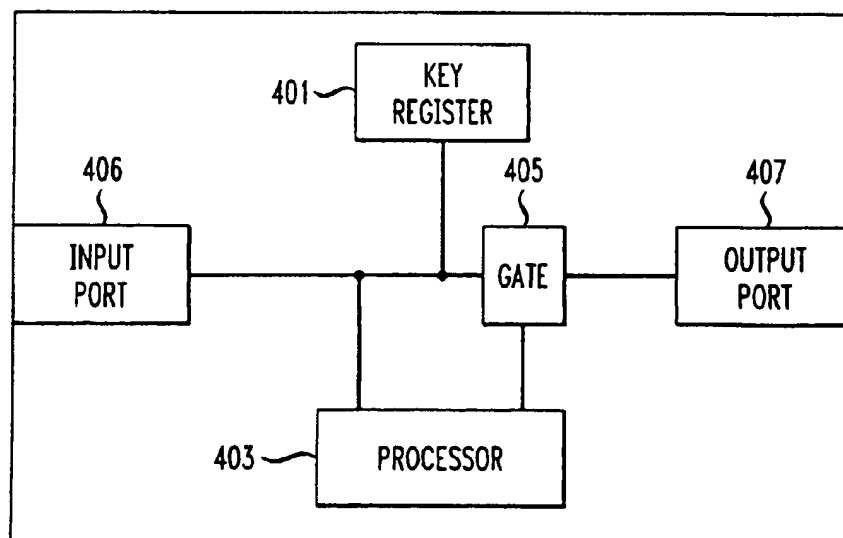 KEY
REGISTER
401
406
405
407
INPUT
PORT
GATE
OUTPUT
PORT
403
PROCESSOR